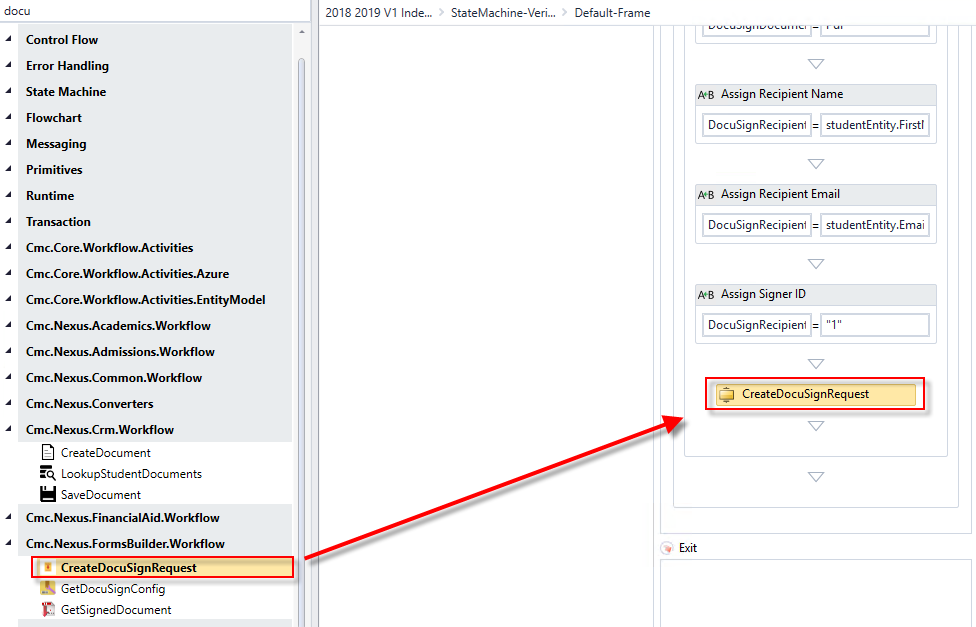 docu
Control Flow
Error Handling
State Machine
Flowchart
Messaging
Primitives
Runtime
Transaction
Cmc.Core.Workflow.Activities
Cmc.Core.Workflow.Activities.Azure
Cmc.Core.Workflow.Activities.EntityModel
Cmc.Nexus.Academics.Workflow
Cmc.Nexus.Admissions.Workflow
Cmc.Nexus.Common.Workflow
Cmc.Nexus.Converters
Cmc.Nexus.Crm.Workflow
CreateDocument
LookupStudentDocuments
SaveDocument
Cmc.Nexus.FinancialAid.Workflow
Cmc.Nexus.FormsBuilder.Workflow
CreateDocuSignRequest
GetDocuSignConfig
GetSignedDocument
2018 2019 V1 Inde... > StateMachine-Veri... > Default-Frame
A+B Assign Recipient Name
DocuSignRecipient = studentEntity.First
A+B Assign Recipient Email
DocuSignRecipient = studentEntity.Emai
A+B Assign Signer ID
DocuSignRecipient = "1"
CreateDocuSignRequest
Exit